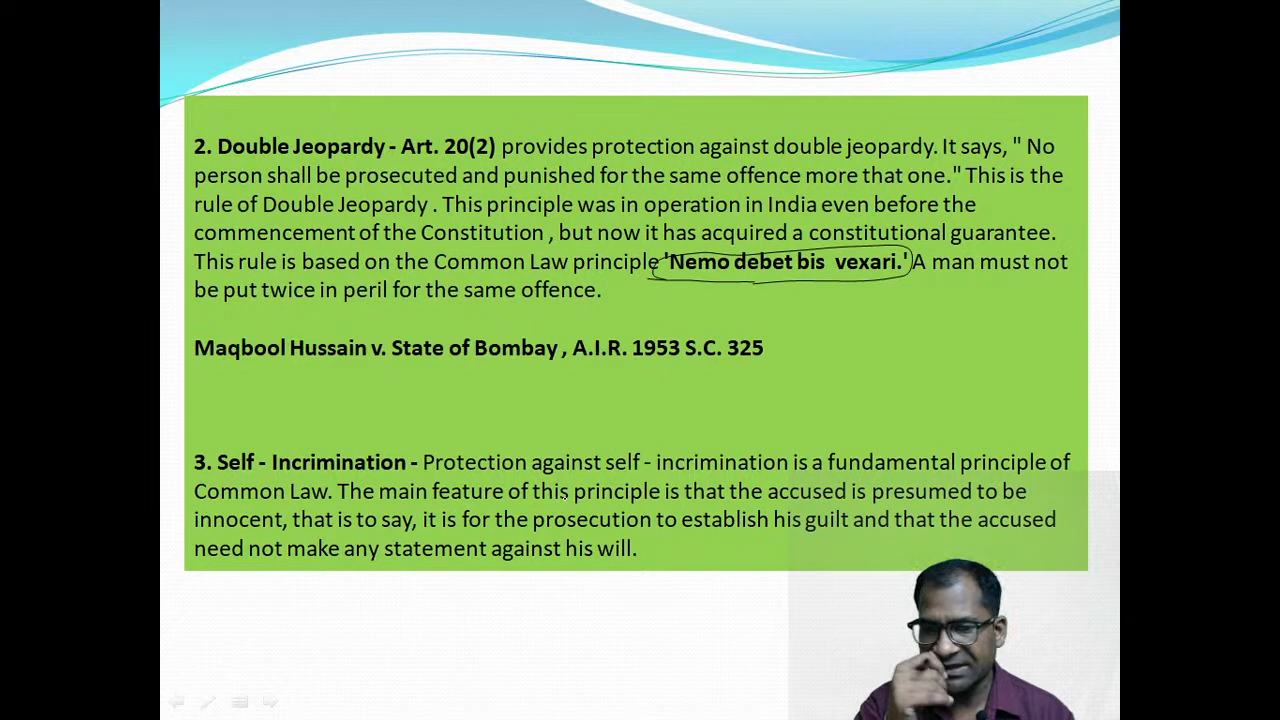 2. Double Jeopardy - Art. 20(2) provides protection against double jeopardy. It says, " No
person shall be prosecuted and punished for the same offence more that one." This is the
rule of Double Jeopardy . This principle was in operation in India even before the
commencement of the Constitution , but now it has acquired a constitutional guarantee.
This rule is based on the Common Law principle 'Nemo debet bis vexari.' A man must not
be put twice in peril for the same offence.
Maqbool Hussain v. State of Bombay , A.I.R. 1953 S.C. 325
3. Self - Incrimination - Protection against self - incrimination is a fundamental principle of
Common Law. The main feature of this principle is that the accused is presumed to be
innocent, that is to say, it is for the prosecution to establish his guilt and that the accused
need not make any statement against his will.